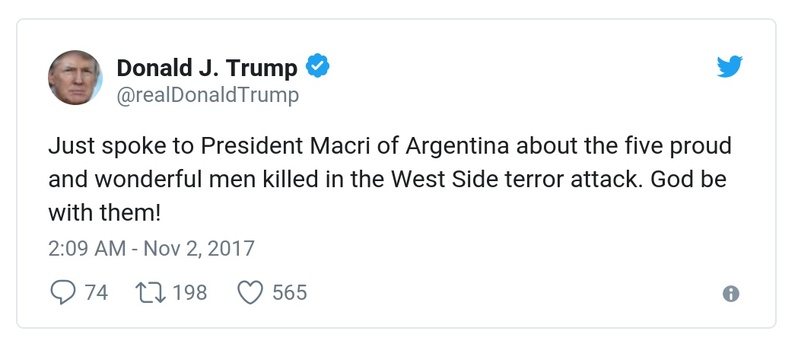 Donald J. Trump
@realDonaldTrump
Just spoke to President Macri of Argentina about the five proud
and wonderful men killed in the West Side terror attack. God be
with them!
2:09 AM - Nov 2, 2017
74 198 565